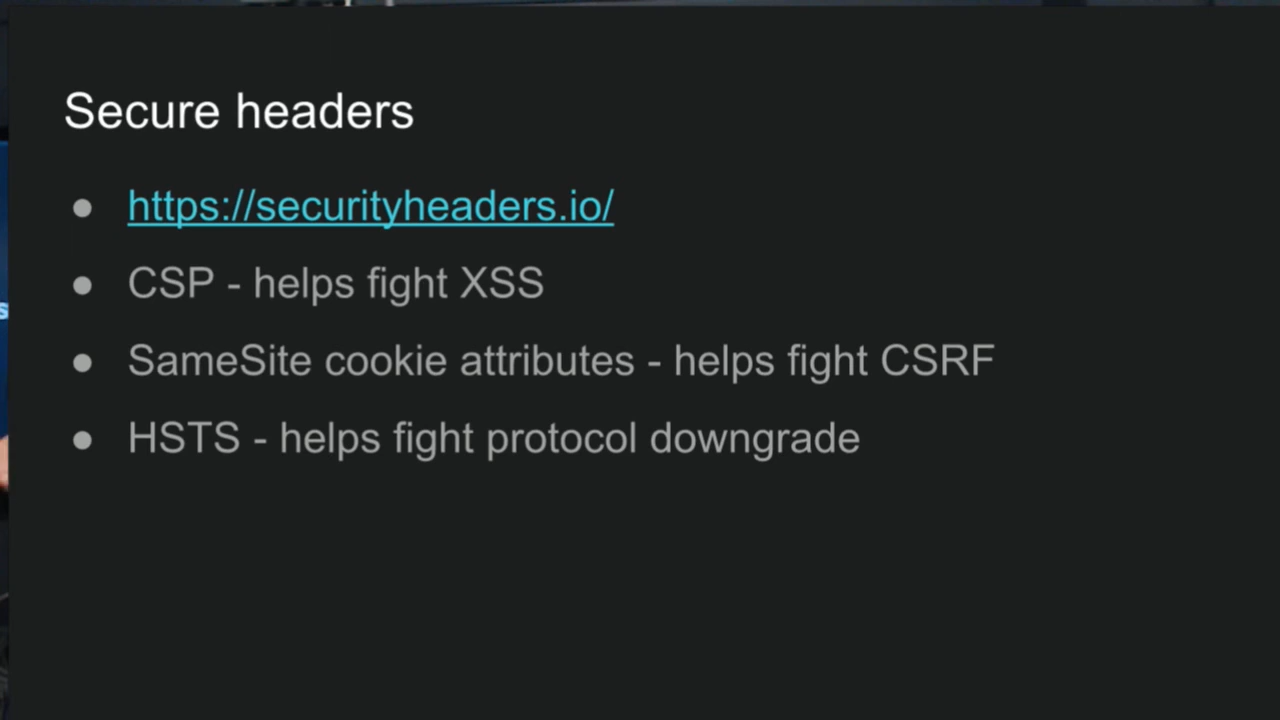 Secure headers
https://securityheaders.io/
CSP - helps fight XSS
SameSite cookie attributes - helps fight CSRF
HSTS - helps fight protocol downgrade